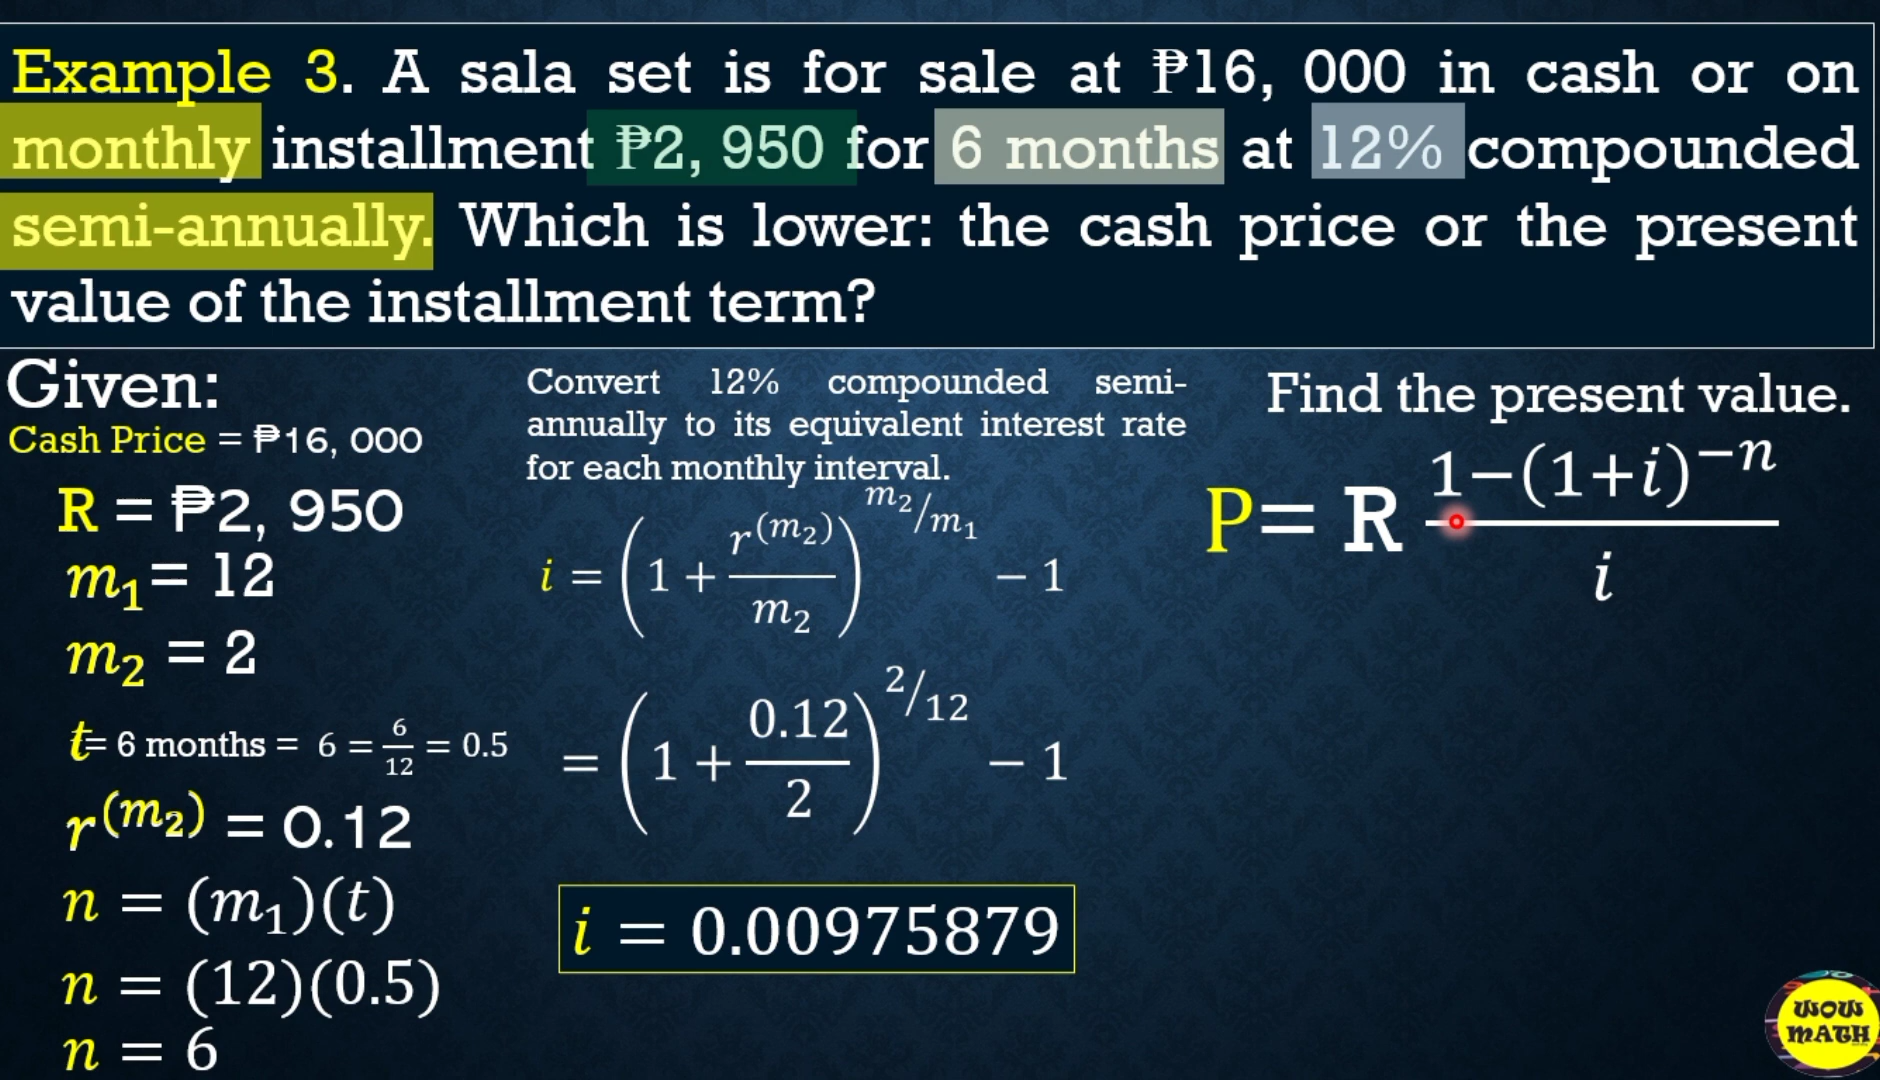 Example 3. A sala set is for sale at ₱16, 000 in cash or on
monthly installment ₱2, 950 for 6 months at 12% compounded
semi-annually. Which is lower: the cash price or the present
value of the installment term?
Given:
Cash Price = ₱16, 000
R = ₱2, 950
m₁ = 12
m₂ = 2
t = 6 months = 6 = 6/12 = 0.5
r^(m₂) = 0.12
n = (m₁)(t)
n = (12)(0.5)
n = 6
Convert 12% compounded semi-
annually to its equivalent interest rate
for each monthly interval.
i = (1 + r^(m₂)/m₂)^(m₂/m₁) − 1
= (1 + 0.12/2)^(2/12) − 1
i = 0.00975879
Find the present value.
P= R (1−(1+i)^−n)/i
WOW
MATH